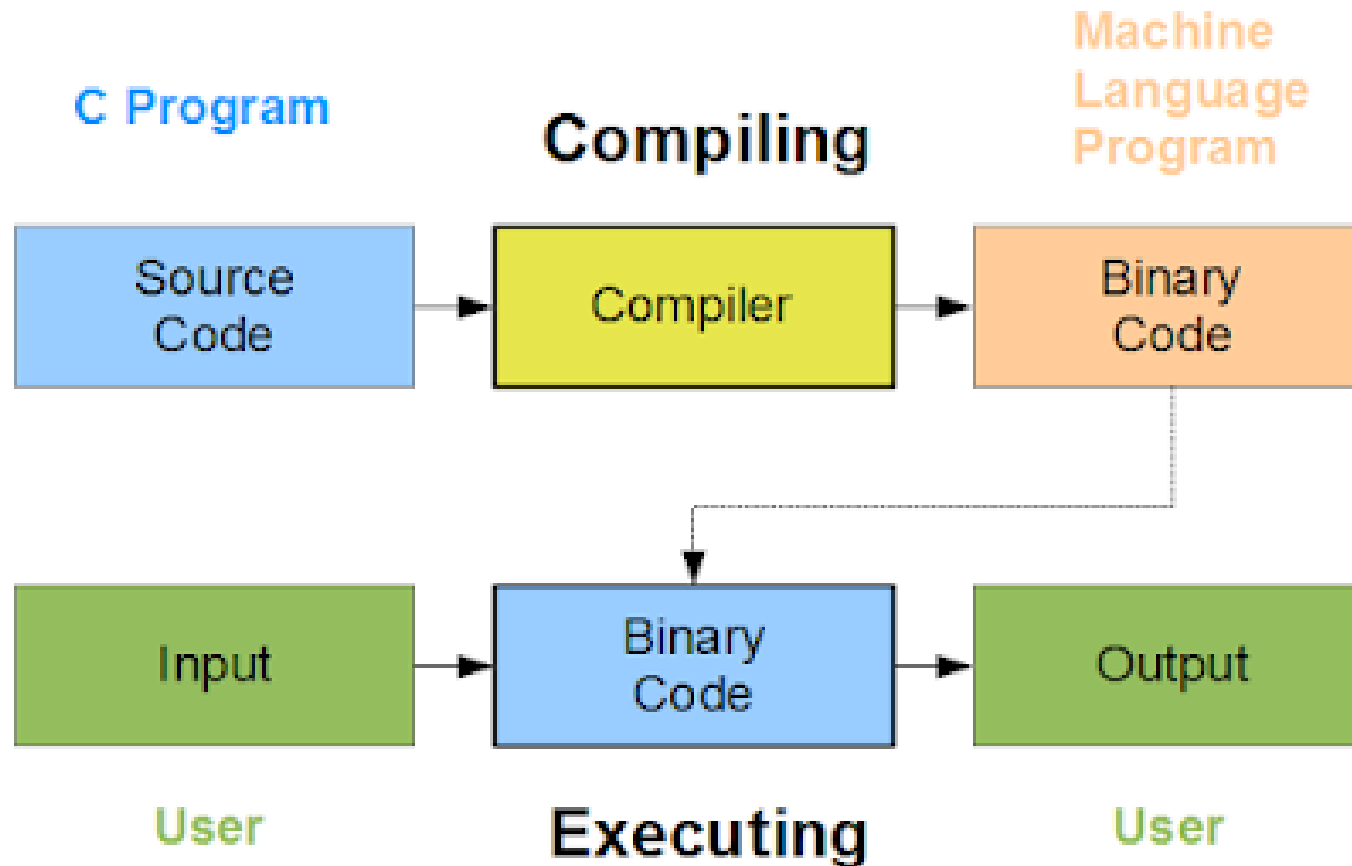 C Program
Compiling
Machine
Language
Program
Source
Code
Compiler
Binary
Code
Input
Binary
Code
Output
User
Executing
User